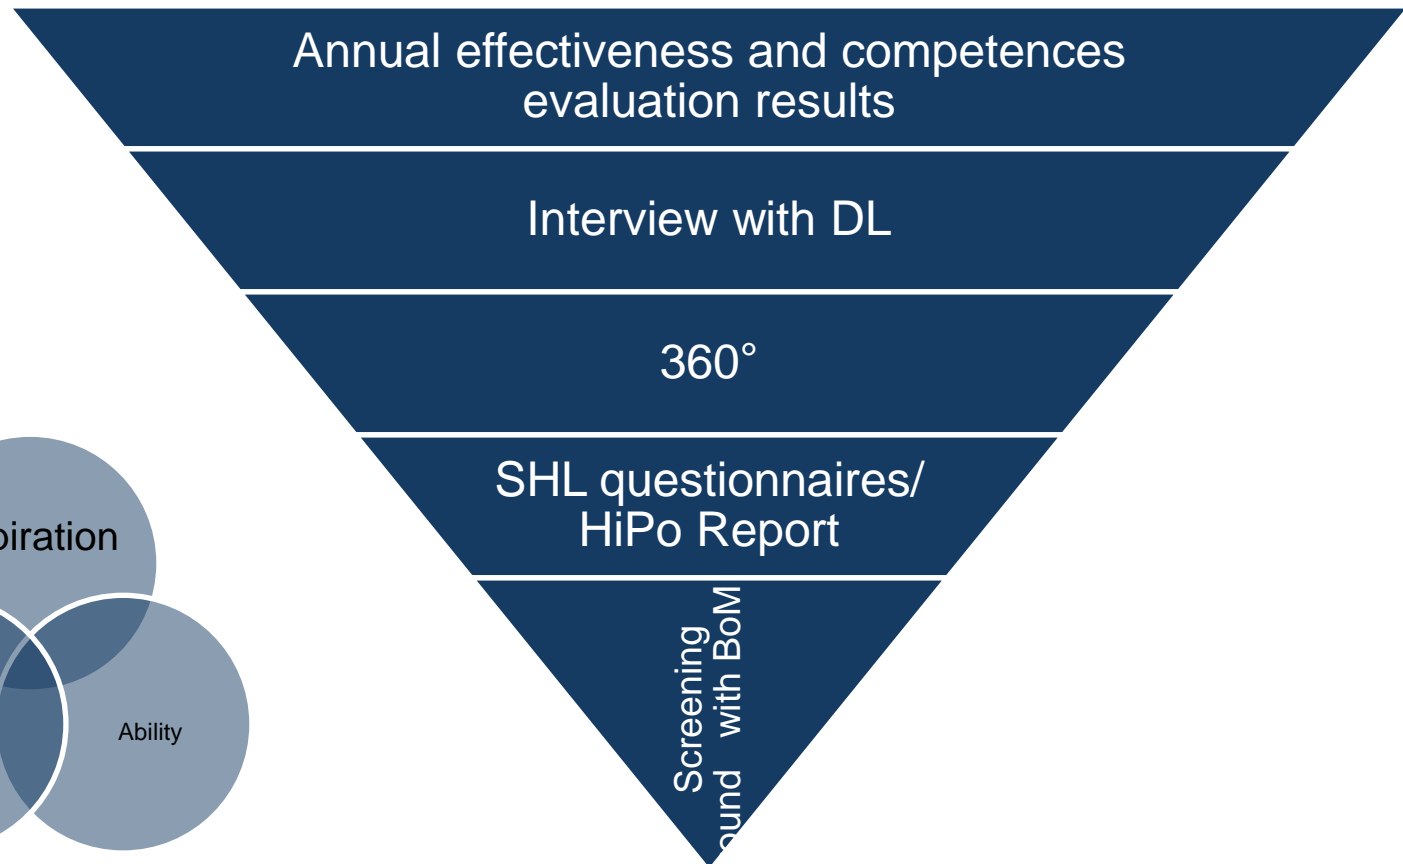 Annual effectiveness and competences
evaluation results
Interview with DL
360°
SHL questionnaires/
HiPo Report
Screening
with BoM
Ability